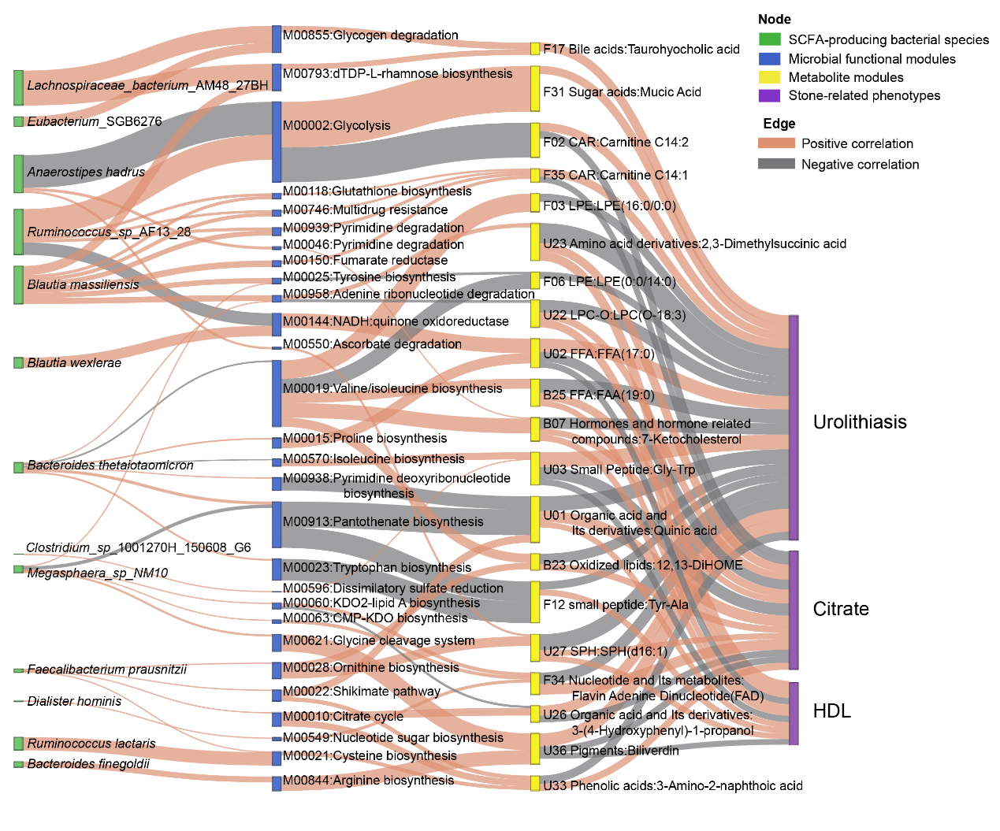 Node
SCFA-producing bacterial species
Microbial functional modules
Metabolite modules
Stone-related phenotypes
Edge
Positive correlation
Negative correlation
Lachnospiraceae_bacterium_AM48_27BH
Eubacterium_SGB6276
Anaerostipes hadrus
Ruminococcus_sp_AF13_28
Blautia massiliensis
Blautia wexlerae
Bacteroides thetaiotaomicron
Clostridium_sp_1001270H_150608_G6
Megasphaera_sp_NM10
Faecalibacterium prausnitzii
Dialister hominis
Ruminococcus lactaris
Bacteroides finegoldii
M00855:Glycogen degradation
M00793:dTDP-L-rhamnose biosynthesis
M00002:Glycolysis
M00118:Glutathione biosynthesis
M00746:Multidrug resistance
M00939:Pyrimidine degradation
M00046:Pyrimidine degradation
M00150:Fumarate reductase
M00025:Tyrosine biosynthesis
M00958:Adenine ribonucleotide degradation
M00144:NADH:quinone oxidoreductase
M00550:Ascorbate degradation
M00019:Valine/isoleucine biosynthesis
M00015:Proline biosynthesis
M00570:Isoleucine biosynthesis
M00938:Pyrimidine deoxyribonucleotide
biosynthesis
M00913:Pantothenate biosynthesis
M00023:Tryptophan biosynthesis
M00596:Dissimilatory sulfate reduction
M00060:KDO2-lipid A biosynthesis
M00063:CMP-KDO biosynthesis
M00621:Glycine cleavage system
M00028:Ornithine biosynthesis
M00022:Shikimate pathway
M00010:Citrate cycle
M00549:Nucleotide sugar biosynthesis
M00021:Cysteine biosynthesis
M00844:Arginine biosynthesis
F17 Bile acids:Taurohyocholic acid
F31 Sugar acids:Mucic Acid
F02 CAR:Carnitine C14:2
F35 CAR:Carnitine C14:1
F03 LPE:LPE(16:0/0:0)
U23 Amino acid derivatives:2,3-Dimethylsuccinic acid
F06 LPE:LPE(0:0/14:0)
U22 LPC-O:LPC(O-18:3)
U02 FFA:FFA(17:0)
B25 FFA:FAA(19:0)
B07 Hormones and hormone related
compounds:7-Ketocholesterol
U03 Small Peptide:Gly-Trp
U01 Organic acid and
Its derivatives:Quinic acid
B23 Oxidized lipids:12,13-DiHOME
F12 small peptide:Tyr-Ala
U27 SPH:SPH(d16:1)
F34 Nucleotide and Its metabolites:
Flavin Adenine Dinucleotide(FAD)
U26 Organic acid and Its derivatives:
3-(4-Hydroxyphenyl)-1-propanol
U36 Pigments:Biliverdin
U33 Phenolic acids:3-Amino-2-naphthoic acid
Urolithiasis
Citrate
HDL